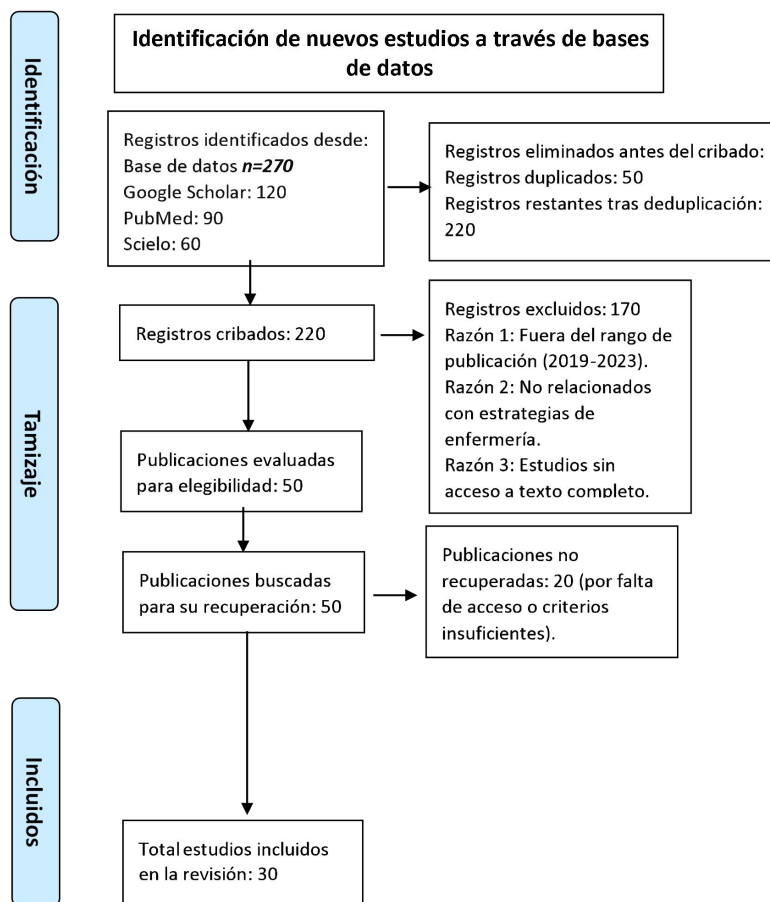 Identificación de nuevos estudios a través de bases
de datos
Identificación
Registros identificados desde:
Base de datos n=270
Google Scholar: 120
PubMed: 90
Scielo: 60
Registros eliminados antes del cribado:
Registros duplicados: 50
Registros restantes tras deduplicación:
220
Tamizaje
Registros cribados: 220
Registros excluidos: 170
Razón 1: Fuera del rango de
publicación (2019-2023).
Razón 2: No relacionados
con estrategias de
enfermería.
Razón 3: Estudios sin
acceso a texto completo.
Publicaciones evaluadas
para elegibilidad: 50
Publicaciones buscadas
para su recuperación: 50
Publicaciones no
recuperadas: 20 (por falta
de acceso o criterios
insuficientes).
Incluidos
Total estudios incluidos
en la revisión: 30